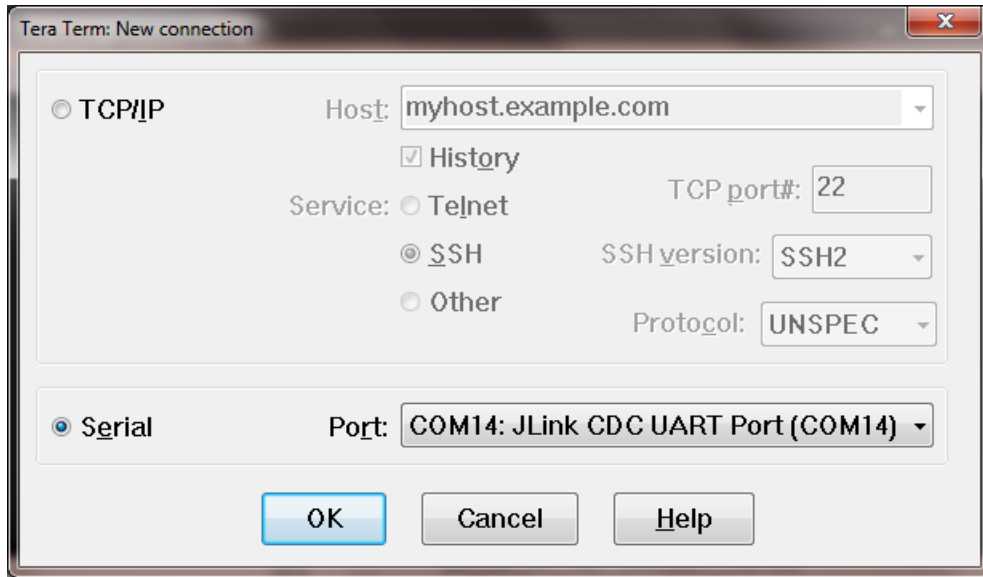 Tera Term: New connection
TCP/IP
Host: myhost.example.com
History
Service: Telnet
TCP port#: 22
SSH
SSH version: SSH2
Other
Protocol: UNSPEC
Serial
Port: COM14: JLink CDC UART Port (COM14)
OK Cancel Help